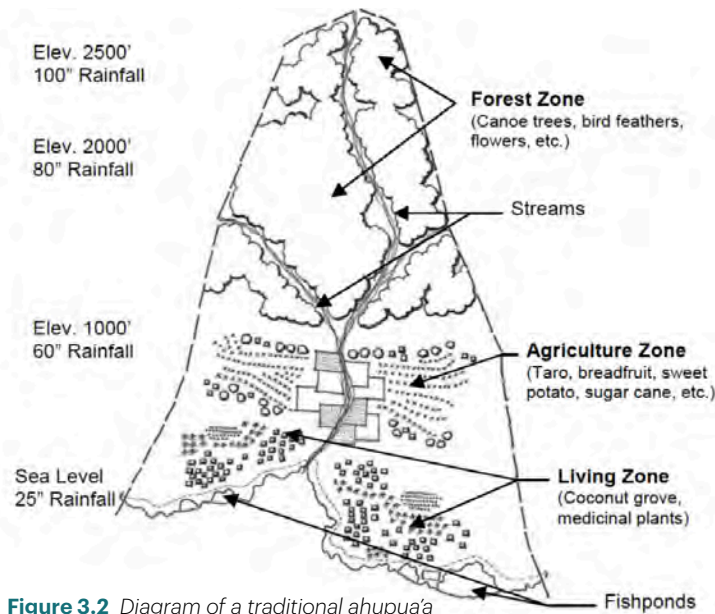 Elev. 2500'
100" Rainfall
Forest Zone
(Canoe trees, bird feathers,
flowers, etc.)
Elev. 2000'
80" Rainfall
Streams
Elev. 1000'
60" Rainfall
Agriculture Zone
(Taro, breadfruit, sweet
potato, sugar cane, etc.)
Sea Level
25" Rainfall
Living Zone
(Coconut grove,
medicinal plants)
Fishponds
Figure 3.2 Diagram of a traditional ahupua'a